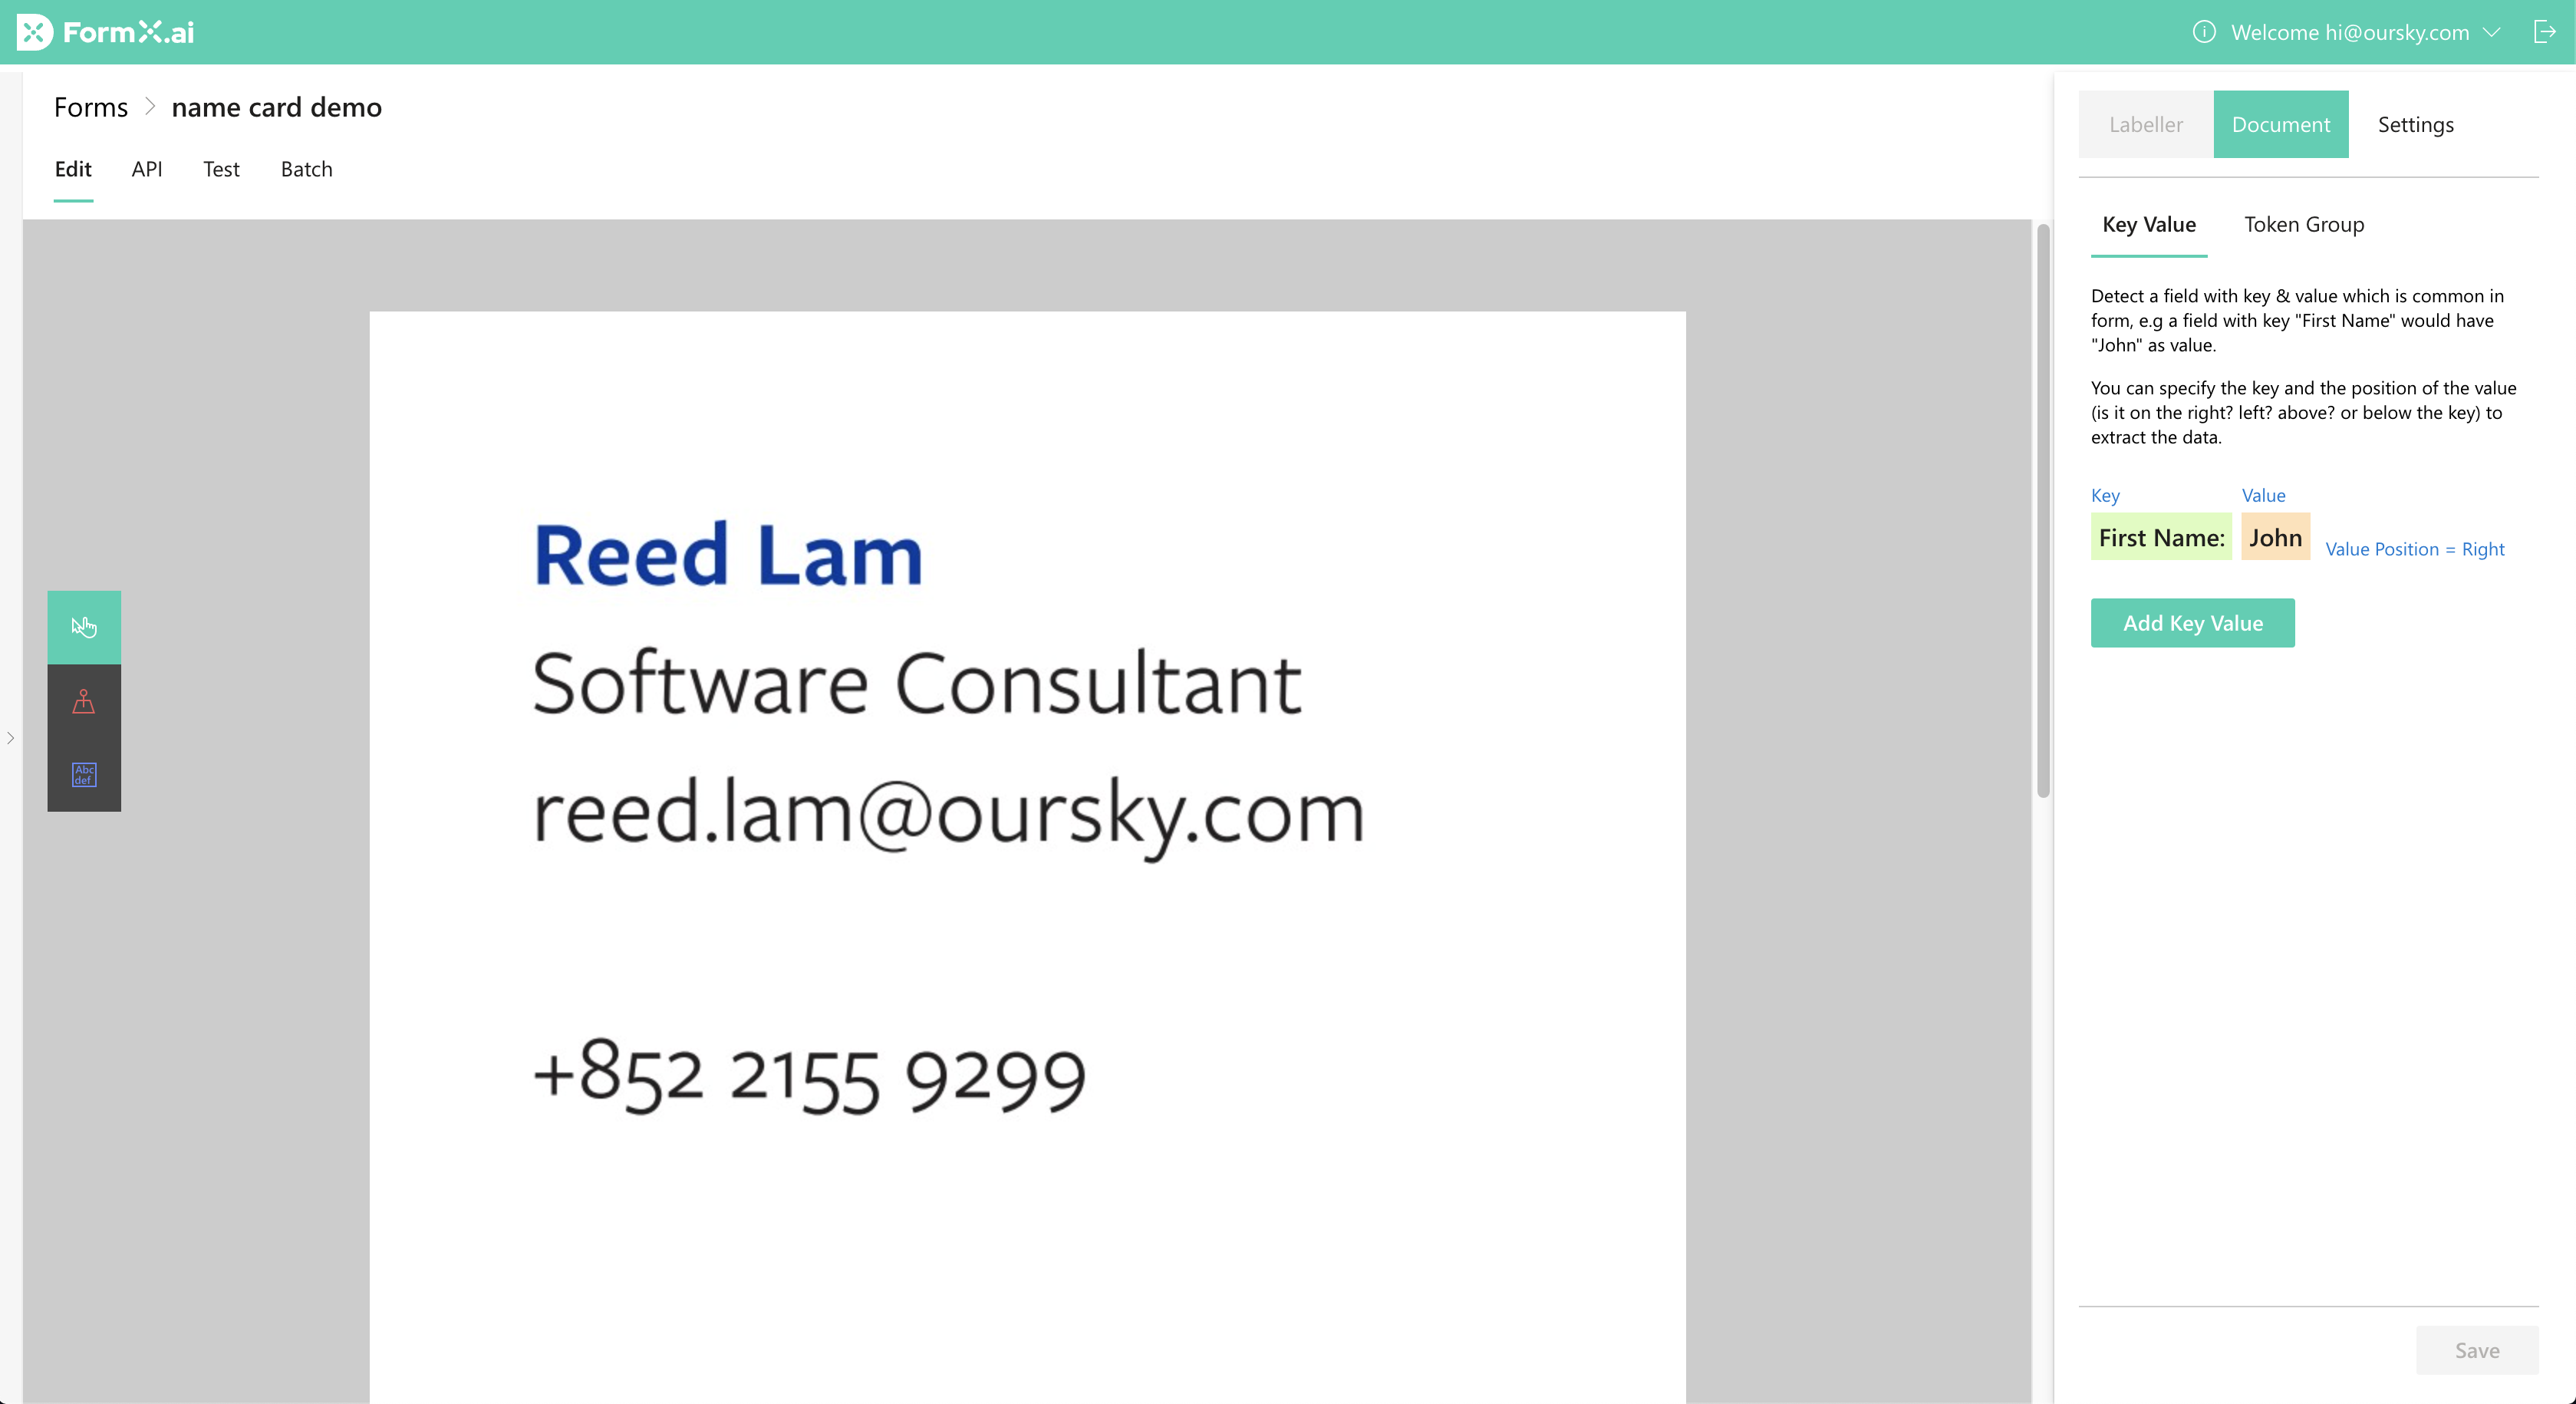 FormX.ai
Welcome hi@oursky.com
Forms > name card demo
Edit API Test Batch
Abc
def
Reed Lam
Software Consultant
reed.lam@oursky.com
+852 2155 9299
Labeller Document Settings
Key Value Token Group
Detect a field with key & value which is common in
form, e.g a field with key "First Name" would have
"John" as value.
You can specify the key and the position of the value
(is it on the right? left? above? or below the key) to
extract the data.
Key Value
First Name: John Value Position = Right
Add Key Value
Save